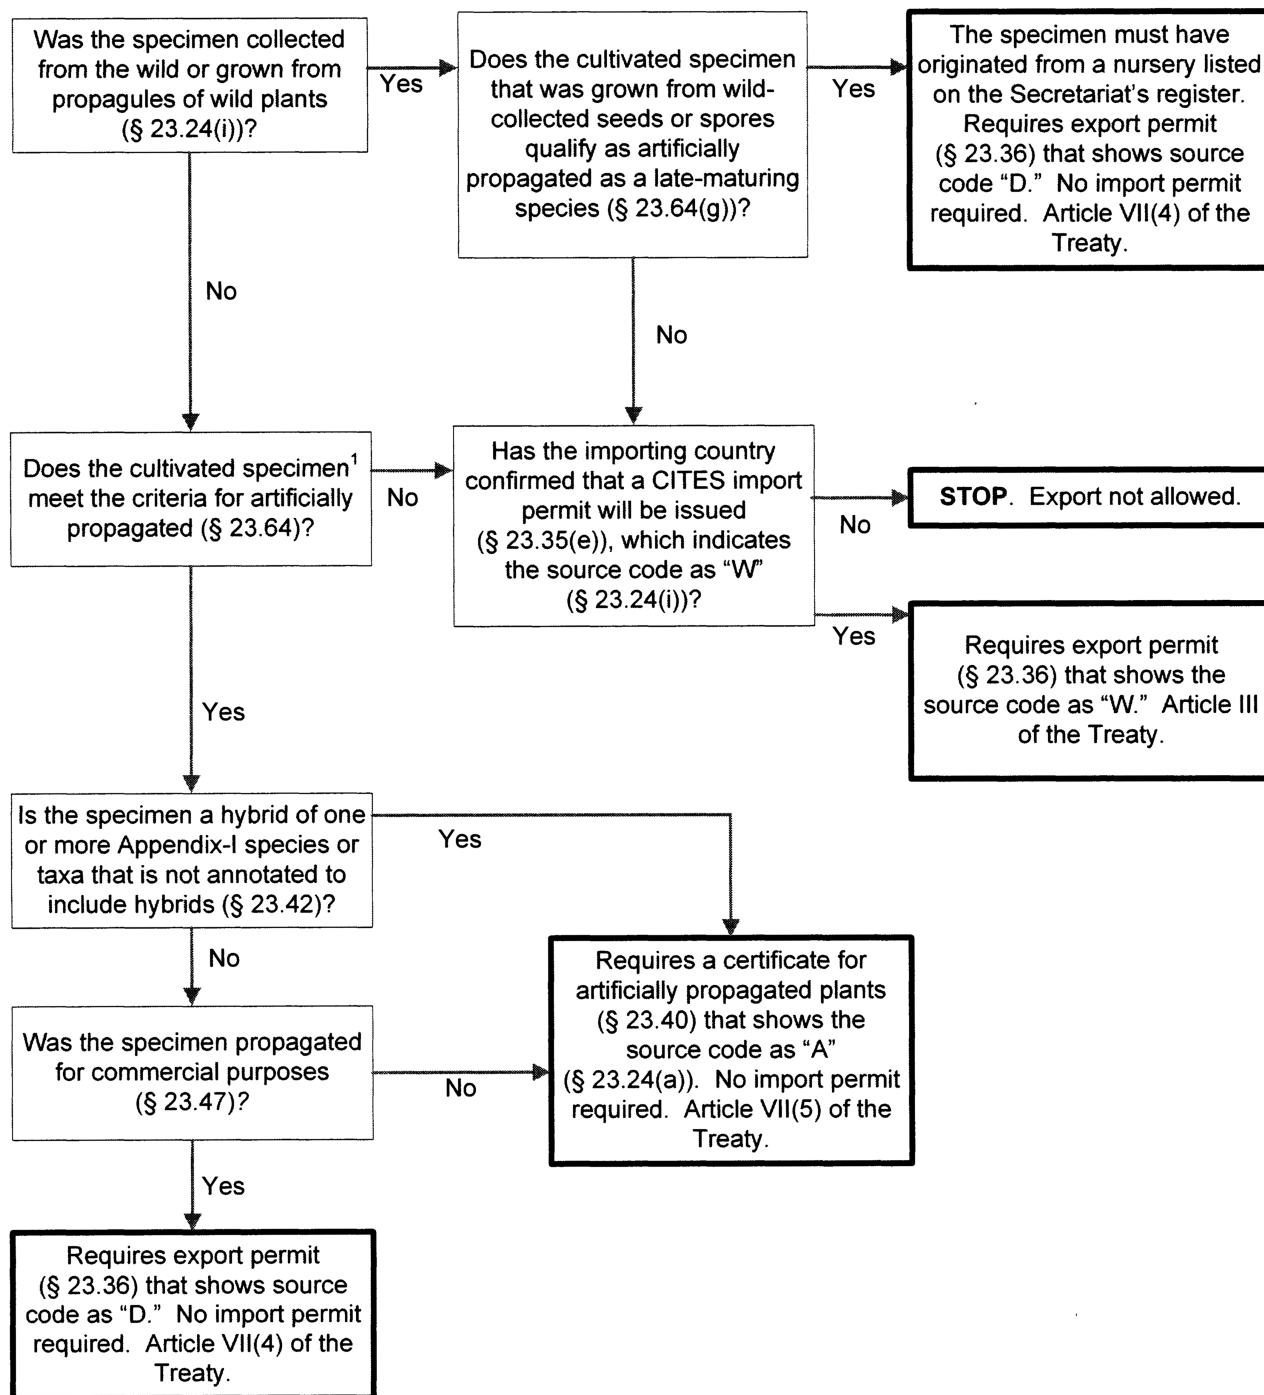 Was the specimen collected
from the wild or grown from
propagules of wild plants
(§ 23.24(i))?
Yes
Does the cultivated specimen
that was grown from wild-
collected seeds or spores
qualify as artificially
propagated as a late-maturing
species (§ 23.64(g))?
Yes
The specimen must have
originated from a nursery listed
on the Secretariat's register.
Requires export permit
(§ 23.36) that shows source
code “D.” No import permit
required. Article VII(4) of the
Treaty.
No
No
Does the cultivated specimen1
meet the criteria for artificially
propagated (§ 23.64)?
No
Has the importing country
confirmed that a CITES import
permit will be issued
(§ 23.35(e)), which indicates
the source code as “W”
(§ 23.24(i))?
No
STOP. Export not allowed.
Yes
Requires export permit
(§ 23.36) that shows the
source code as “W.” Article III
of the Treaty.
Yes
Is the specimen a hybrid of one
or more Appendix-I species or
taxa that is not annotated to
include hybrids (§ 23.42)?
Yes
No
Requires a certificate for
artificially propagated plants
(§ 23.40) that shows the
source code as “A”
(§ 23.24(a)). No import permit
required. Article VII(5) of the
Treaty.
Was the specimen propagated
for commercial purposes
(§ 23.47)?
No
Yes
Requires export permit
(§ 23.36) that shows source
code as “D.” No import permit
required. Article VII(4) of the
Treaty.